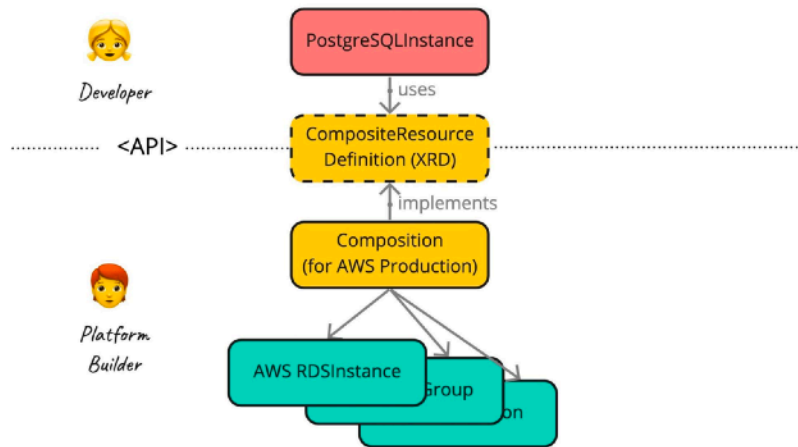 PostgreSQLInstance
Developer
uses
<API>
CompositeResource
Definition (XRD)
implements
Composition
(for AWS Production)
Platform
Builder
AWS RDSInstance
Group
on